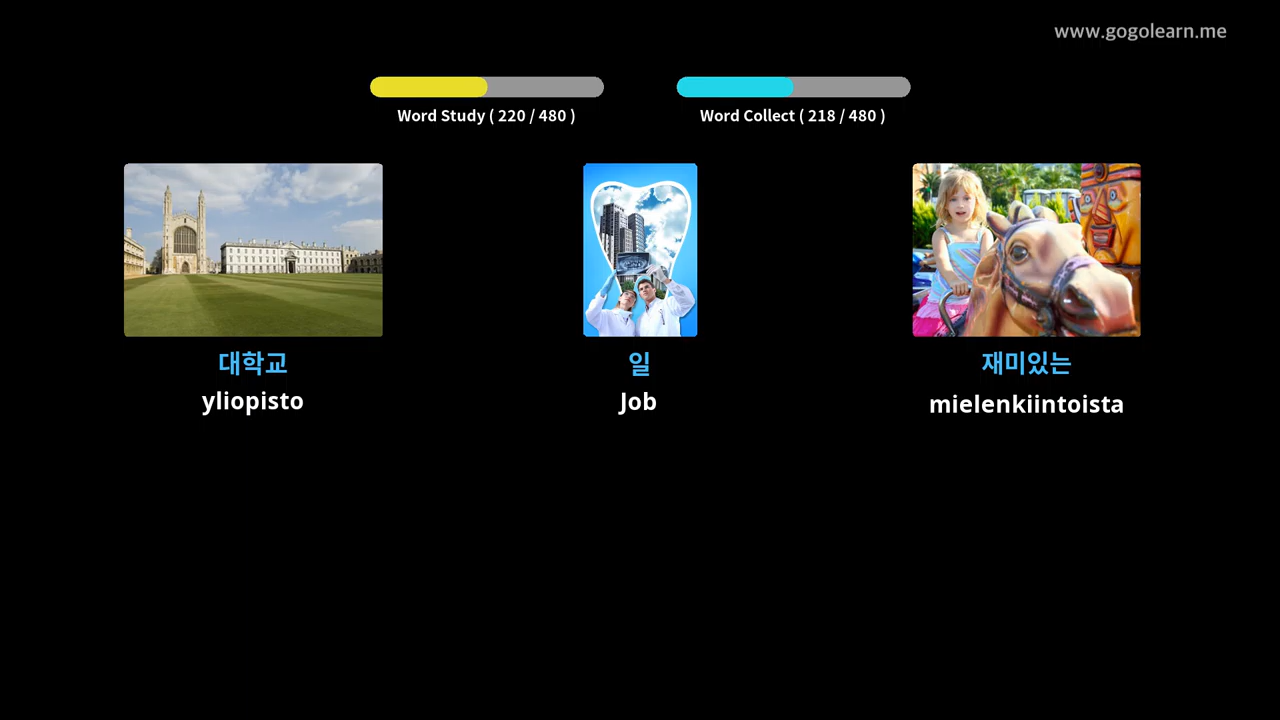 www.gogolearn.me
Word Study ( 220 / 480 )
Word Collect ( 218 / 480 )
대학교
yliopisto
일
Job
재미있는
mielenkiintoista